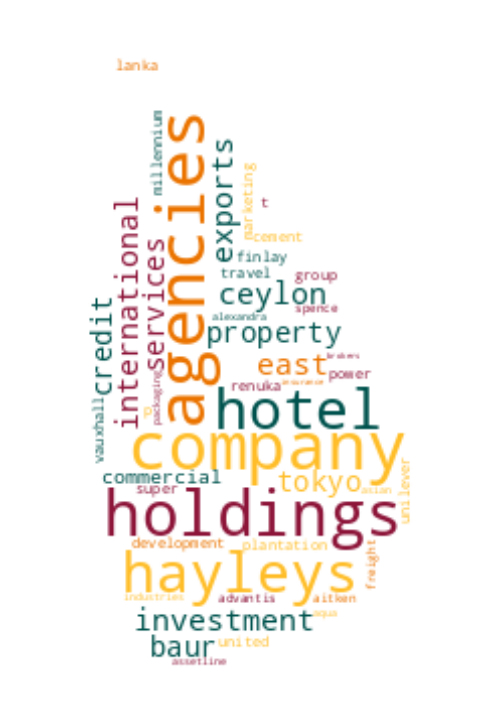 lanka
millennium
agencies
exports
marketing
t
international
services
cement
finlay
travel
group
ceylon
spence
credit
alexandra
property
brokers
east
power
insurance
renuka
packaging
p
hotel
vauxhall
company
commercial
tokyo
unilever
super
asian
holdings
development
plantation
freight
hayleys
industries
advantis
aitken
investment
aqua
baur
united
assetline